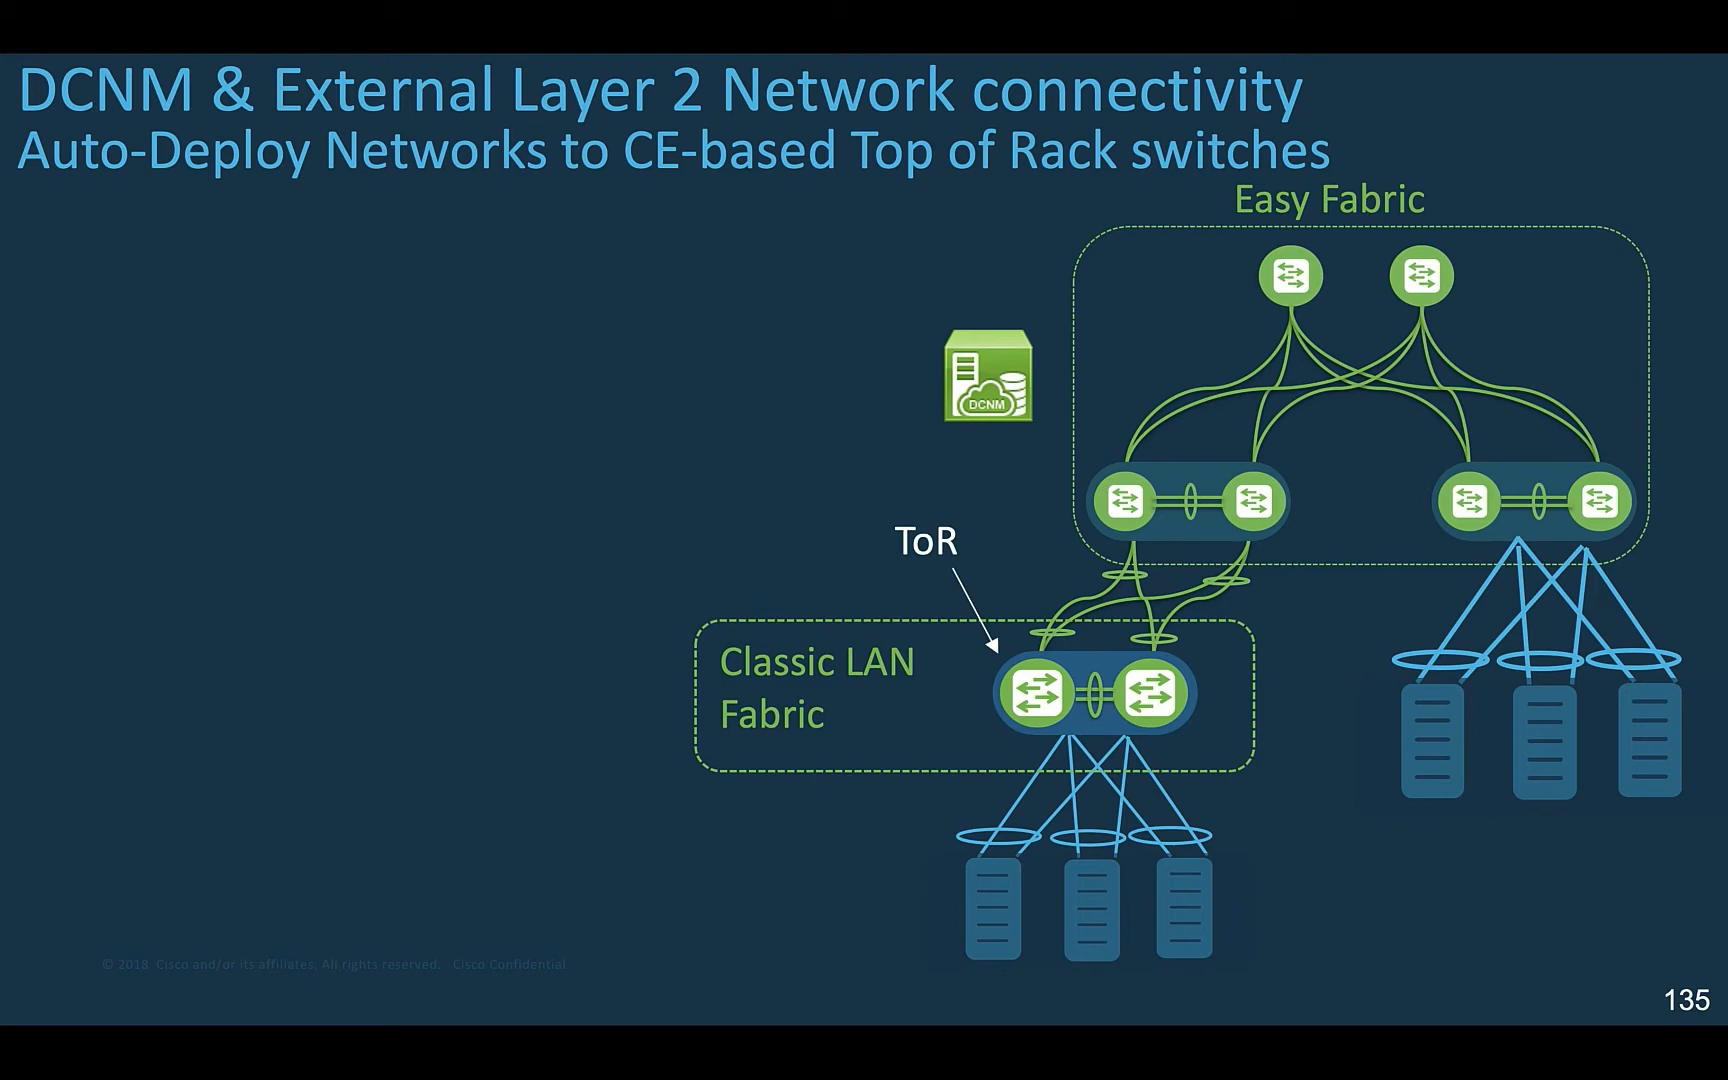 DCNM & External Layer 2 Network connectivity
Auto-Deploy Networks to CE-based Top of Rack switches
Easy Fabric
DCNM
ToR
Classic LAN
Fabric
© 2018 Cisco and/or its affiliates. All rights reserved. Cisco Confidential
135